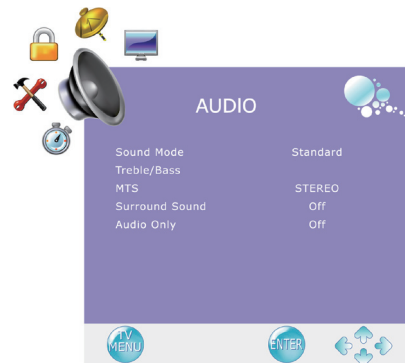 AUDIO
Sound Mode Standard
Treble/Bass
MTS STEREO
Surround Sound Off
Audio Only Off
TV MENU
ENTER